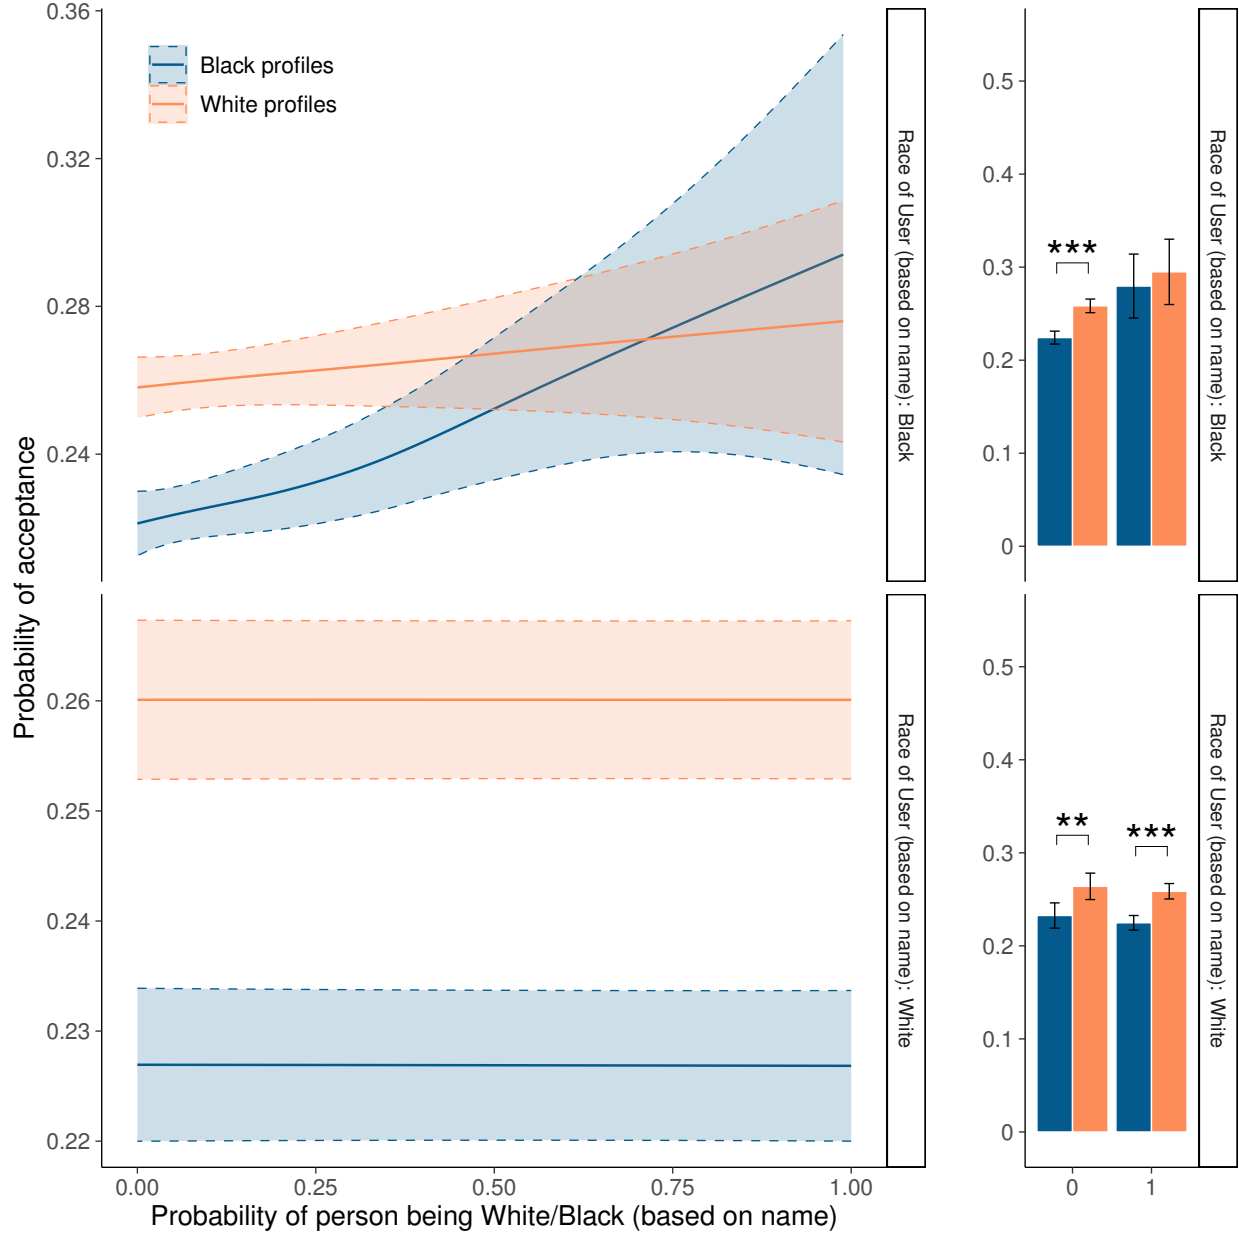 0.36
0.32
0.28
0.24
Black profiles
White profiles
Race of User (based on name): Black
0.5
0.4
0.3
0.2
0.1
0
***
Race of User (based on name): Black
Probability of acceptance
0.26
0.25
0.24
0.23
0.22
Race of User (based on name): White
0.5
0.4
0.3
0.2
0.1
0
**
***
Race of User (based on name): White
0.00 0.25 0.50 0.75 1.00
0 1
Probability of person being White/Black (based on name)